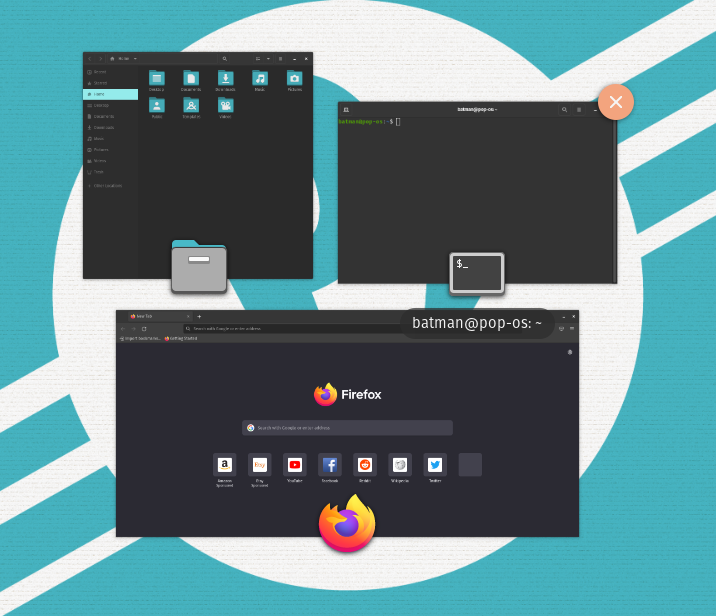 Home
Recent
Starred
Home
Desktop
Documents
Downloads
Music
Pictures
Videos
Trash
Other Locations
Desktop
Documents
Downloads
Music
Pictures
Public
Templates
Videos
batman@pop-os: ~
batman@pop-os:~$
$_
batman@pop-os: ~
New Tab
Search with Google or enter address
Import bookmarks...
Getting Started
Firefox
Search with Google or enter address
Amazon
Sponsored
Etsy
Etsy
Sponsored
YouTube
Facebook
Reddit
Wikipedia
Twitter